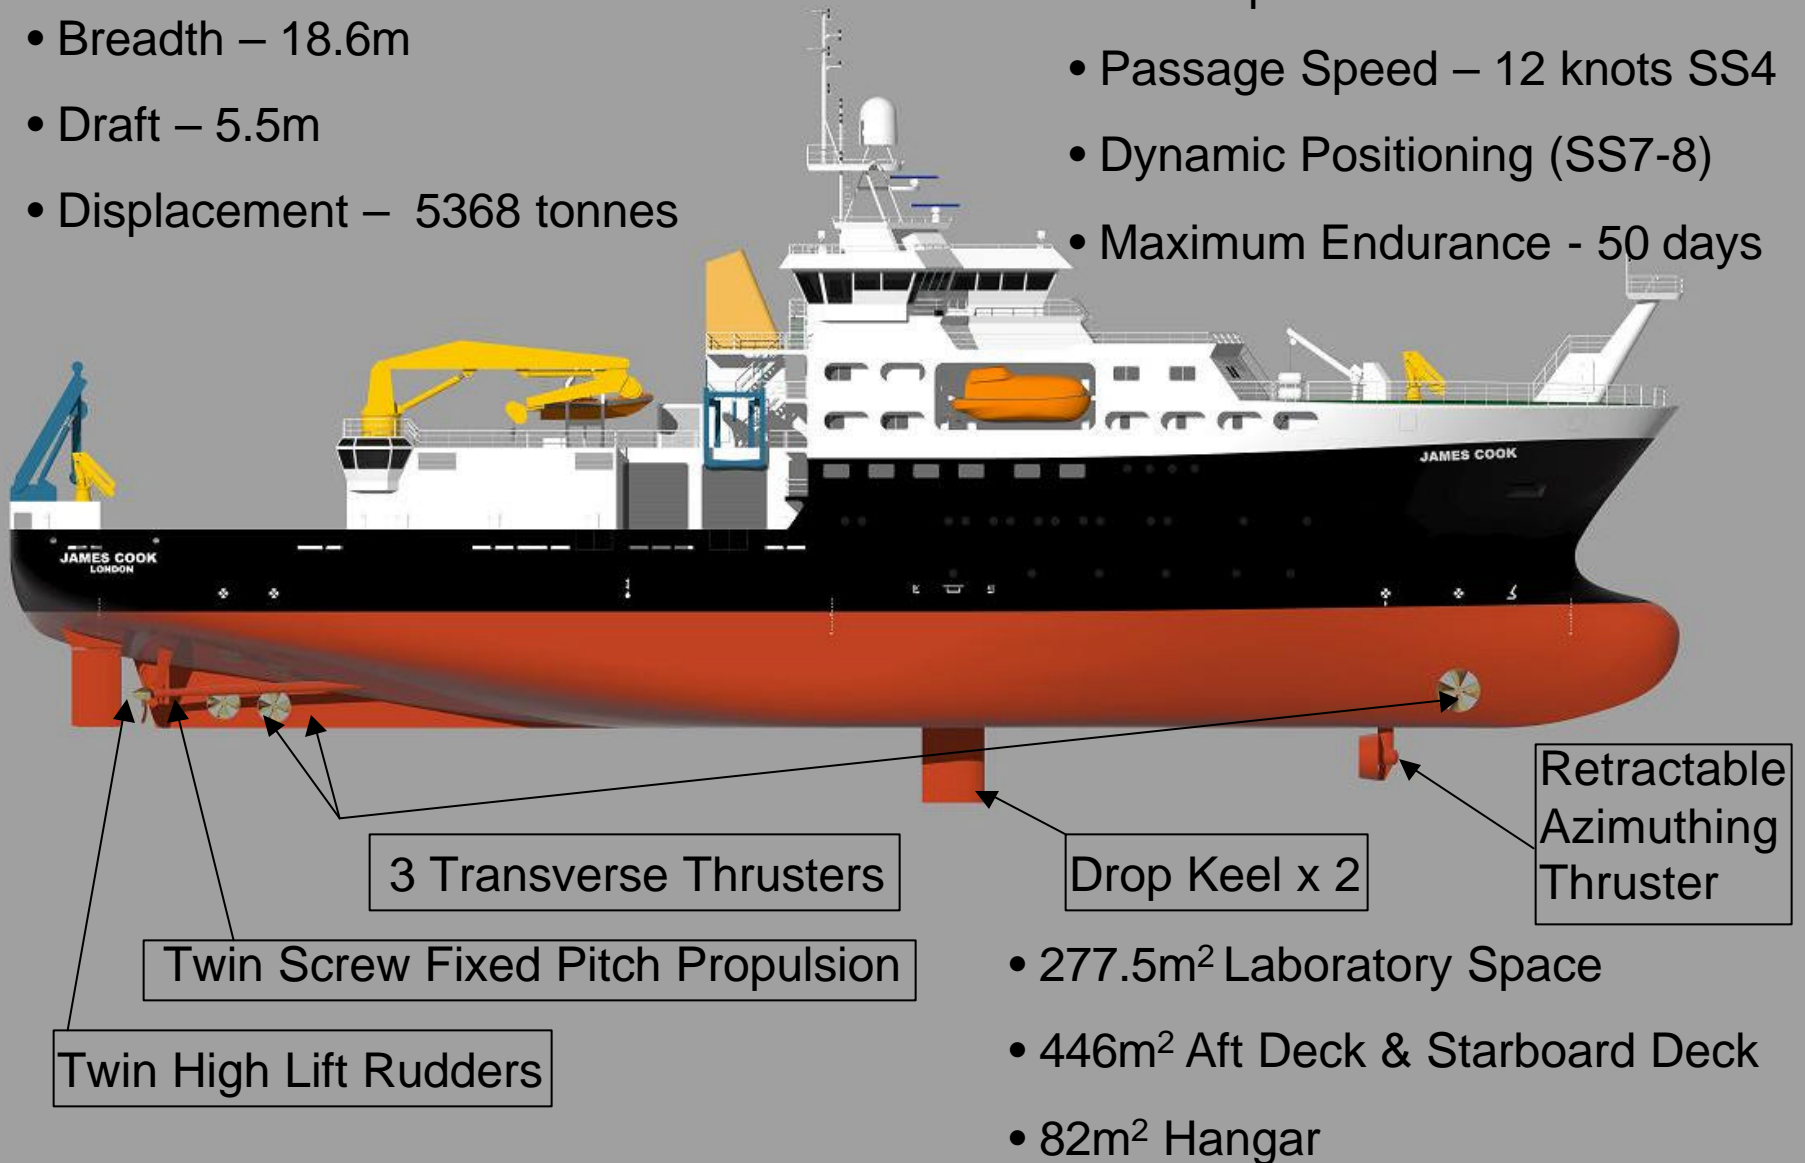 • Breadth – 18.6m
• Draft – 5.5m
• Displacement – 5368 tonnes
• Passage Speed – 12 knots SS4
• Dynamic Positioning (SS7-8)
• Maximum Endurance - 50 days
JAMES COOK
JAMES COOK
LONDON
3 Transverse Thrusters
Drop Keel x 2
Retractable
Azimuthing
Thruster
Twin Screw Fixed Pitch Propulsion
Twin High Lift Rudders
• 277.5m² Laboratory Space
• 446m² Aft Deck & Starboard Deck
• 82m² Hangar